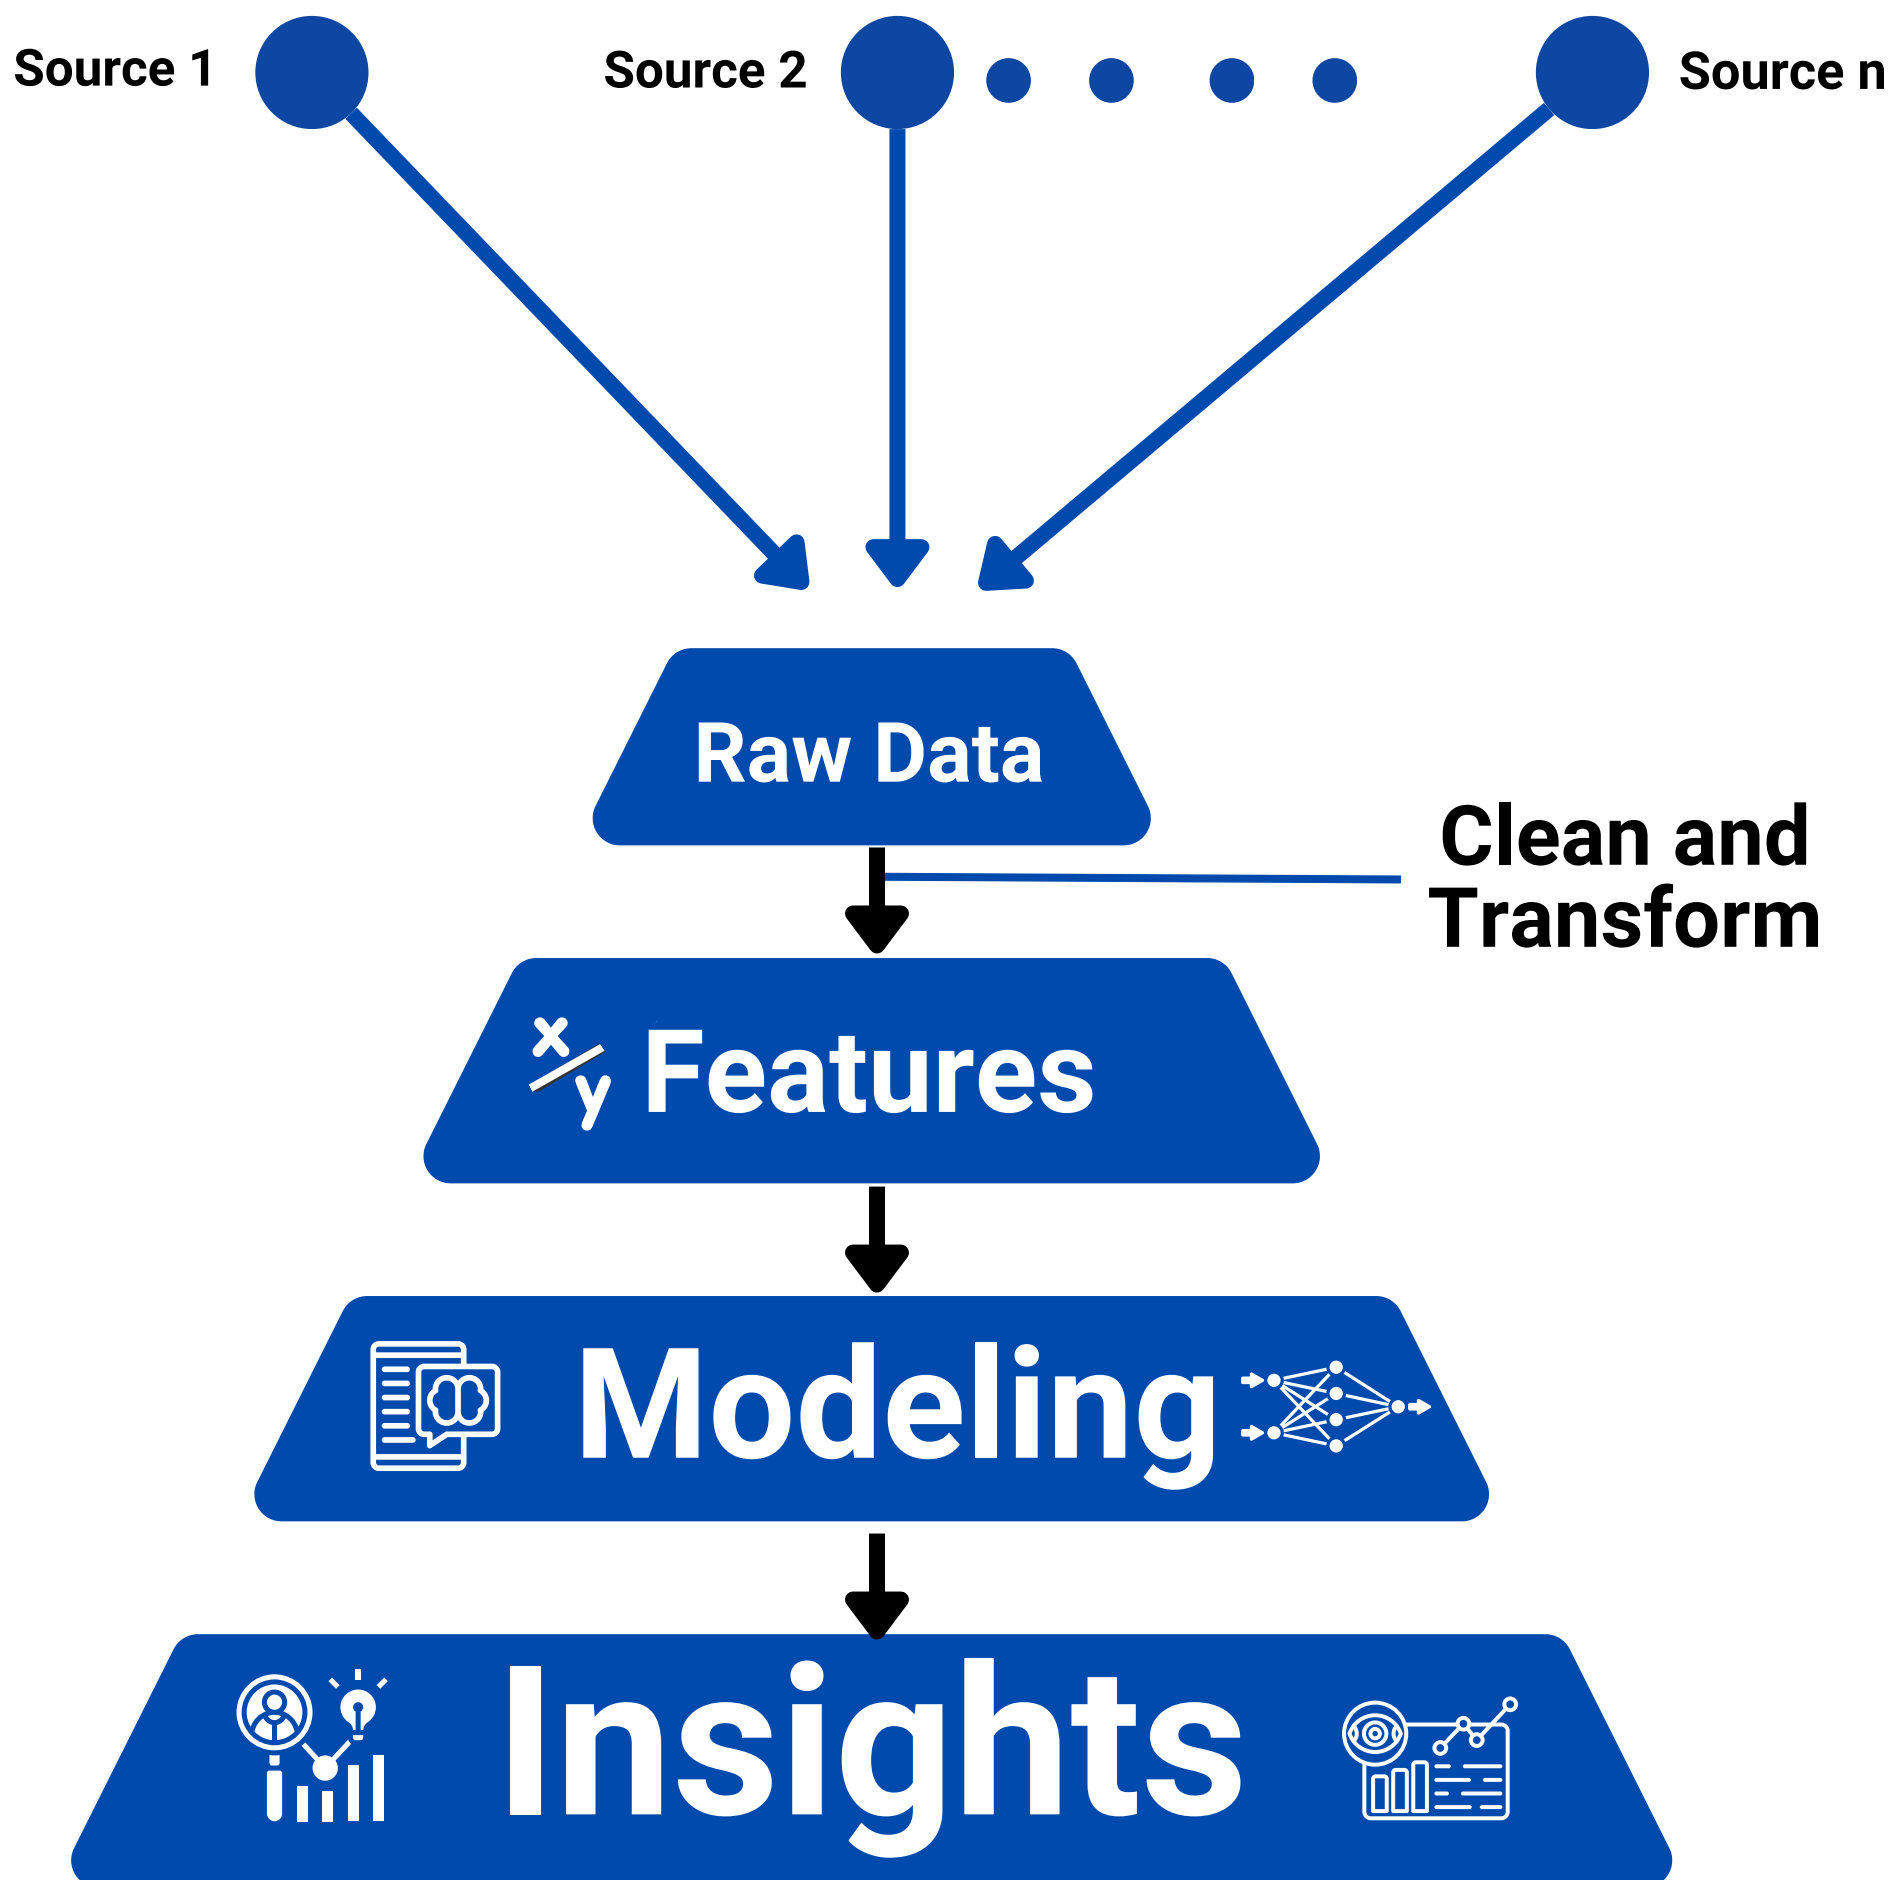 Source 1
Source 2
Source n
Raw Data
Clean and
Transform
x
y
Features
Modeling
Insights